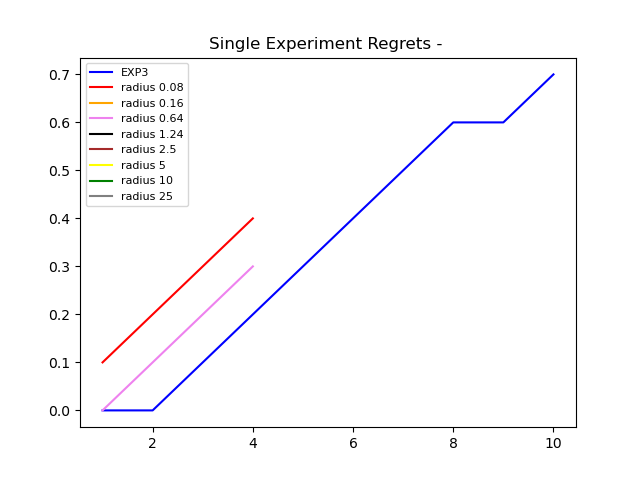 Single Experiment Regrets -
EXP3
radius 0.08
radius 0.16
radius 0.64
radius 1.24
radius 2.5
radius 5
radius 10
radius 25
0.7
0.6
0.5
0.4
0.3
0.2
0.1
0.0
2 4 6 8 10